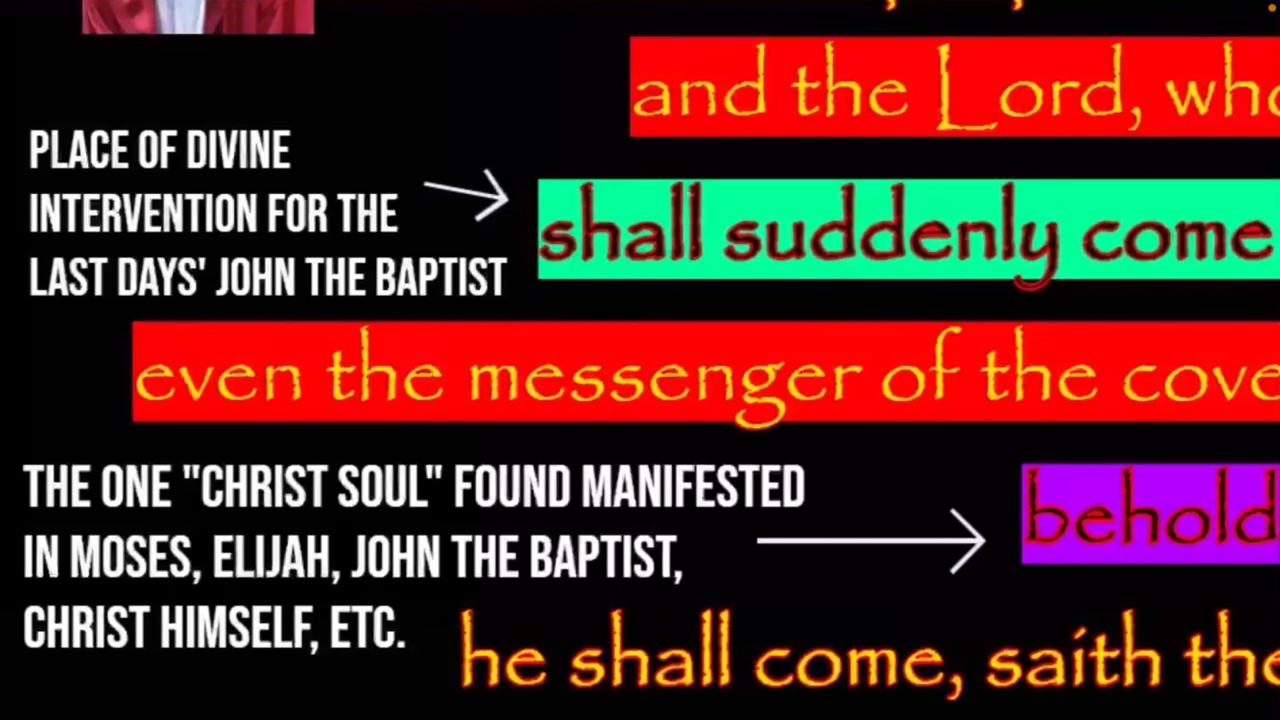 and the Lord,
PLACE OF DIVINE
INTERVENTION FOR THE
LAST DAYS' JOHN THE BAPTIST
shall suddenly come
even the messenger of the
THE ONE "CHRIST SOUL" FOUND MANIFESTED
IN MOSES, ELIJAH, JOHN THE BAPTIST,
CHRIST HIMSELF, ETC.
behold
he shall come, saith the